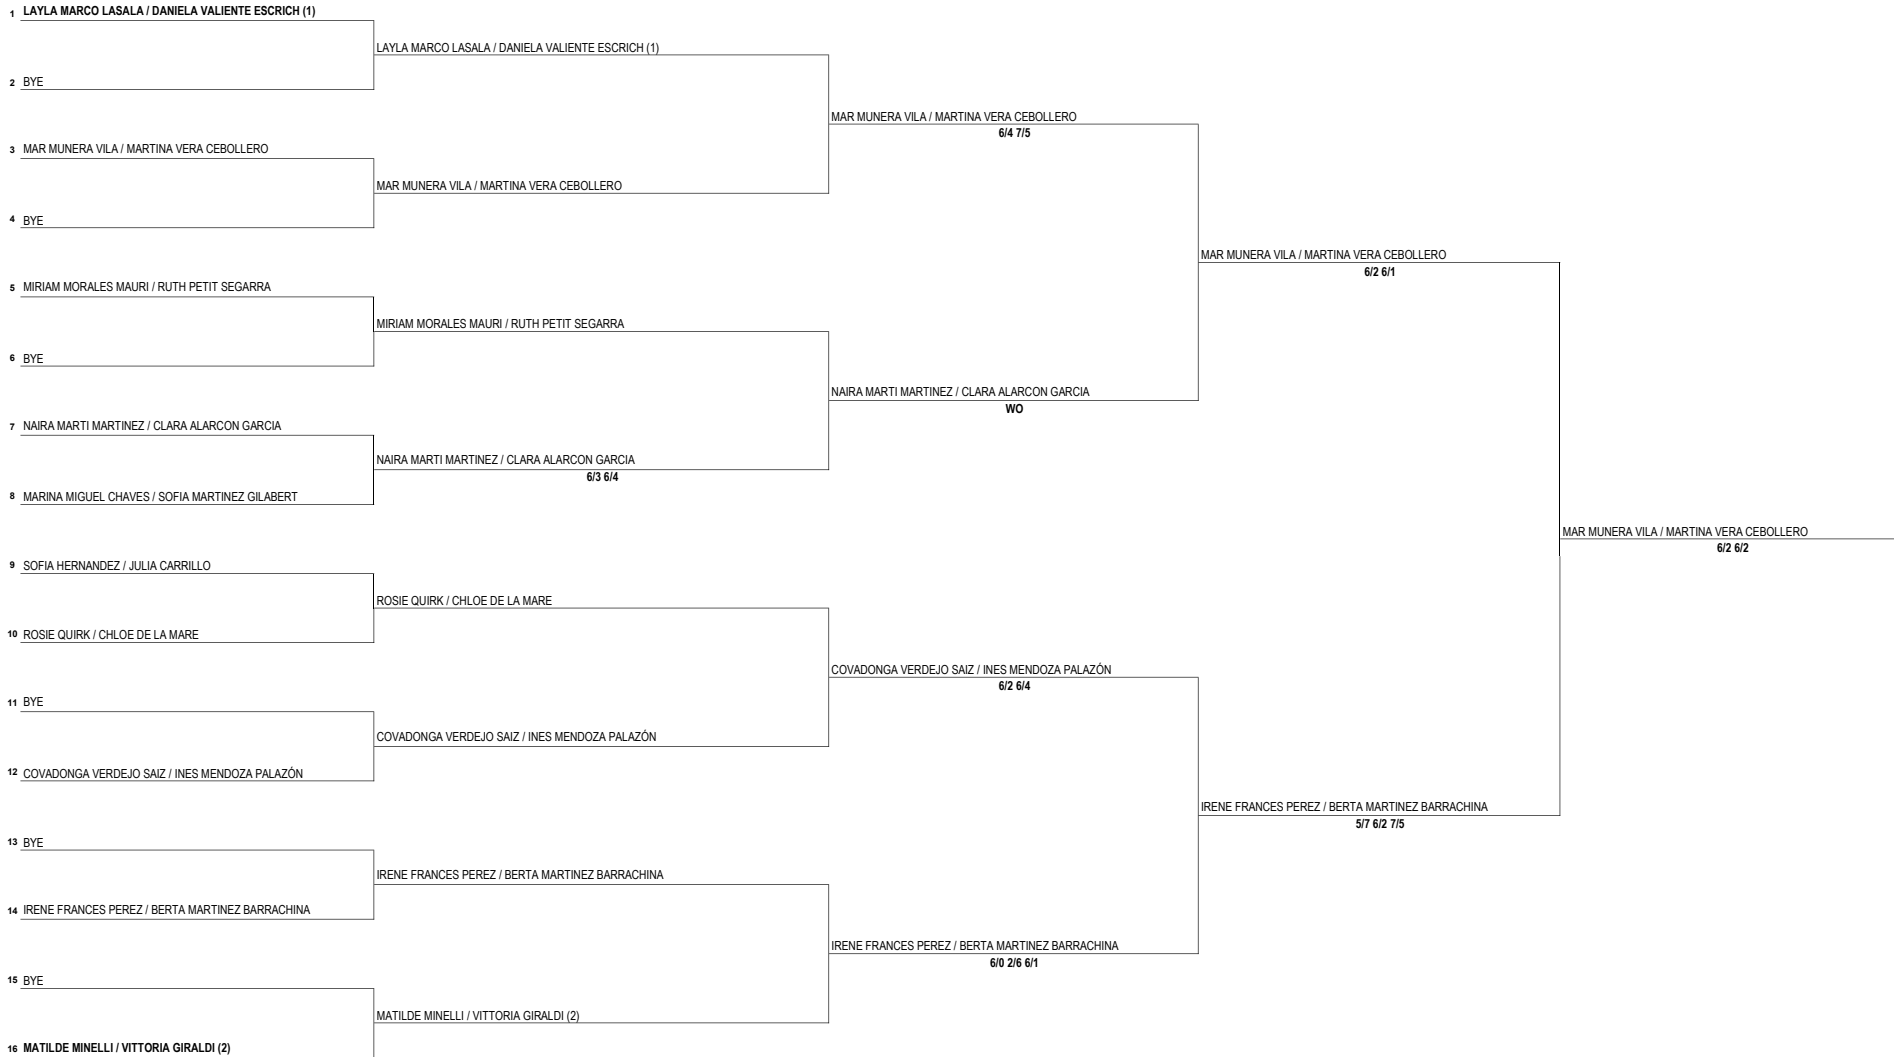 1 LAYLA MARCO LASALA / DANIELA VALIENTE ESCRICH (1)
LAYLA MARCO LASALA / DANIELA VALIENTE ESCRICH (1)
2 BYE
MAR MUNERA VILA / MARTINA VERA CEBOLLERO
6/4 7/5
3 MAR MUNERA VILA / MARTINA VERA CEBOLLERO
MAR MUNERA VILA / MARTINA VERA CEBOLLERO
4 BYE
MAR MUNERA VILA / MARTINA VERA CEBOLLERO
6/2 6/1
5 MIRIAM MORALES MAURI / RUTH PETIT SEGARRA
MIRIAM MORALES MAURI / RUTH PETIT SEGARRA
6 BYE
NAIRA MARTI MARTINEZ / CLARA ALARCON GARCIA
WO
7 NAIRA MARTI MARTINEZ / CLARA ALARCON GARCIA
NAIRA MARTI MARTINEZ / CLARA ALARCON GARCIA
6/3 6/4
8 MARINA MIGUEL CHAVES / SOFIA MARTINEZ GILABERT
MAR MUNERA VILA / MARTINA VERA CEBOLLERO
6/2 6/2
9 SOFIA HERNANDEZ / JULIA CARRILLO
ROSIE QUIRK / CHLOE DE LA MARE
10 ROSIE QUIRK / CHLOE DE LA MARE
COVADONGA VERDEJO SAIZ / INES MENDOZA PALAZÓN
6/2 6/4
11 BYE
COVADONGA VERDEJO SAIZ / INES MENDOZA PALAZÓN
12 COVADONGA VERDEJO SAIZ / INES MENDOZA PALAZÓN
IRENE FRANCES PEREZ / BERTA MARTINEZ BARRACHINA
5/7 6/2 7/5
13 BYE
IRENE FRANCES PEREZ / BERTA MARTINEZ BARRACHINA
14 IRENE FRANCES PEREZ / BERTA MARTINEZ BARRACHINA
IRENE FRANCES PEREZ / BERTA MARTINEZ BARRACHINA
6/0 2/6 6/1
15 BYE
MATILDE MINELLI / VITTORIA GIRALDI (2)
16 MATILDE MINELLI / VITTORIA GIRALDI (2)